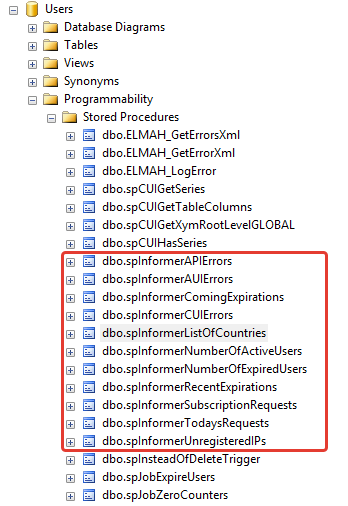 Users
Database Diagrams
Tables
Views
Synonyms
Programmability
Stored Procedures
dbo.ELMAH_GetErrorsXml
dbo.ELMAH_GetErrorXml
dbo.ELMAH_LogError
dbo.spCUIGetSeries
dbo.spCUIGetTableColumns
dbo.spCUIGetXymRootLevelGLOBAL
dbo.spCUIHasSeries
dbo.spInformerAPIErrors
dbo.spInformerAUIErrors
dbo.spInformerComingExpirations
dbo.spInformerCUIErrors
dbo.spInformerListOfCountries
dbo.spInformerNumberOfActiveUsers
dbo.spInformerNumberOfExpiredUsers
dbo.spInformerRecentExpirations
dbo.spInformerSubscriptionRequests
dbo.spInformerTodaysRequests
dbo.spInformerUnregisteredIPs
dbo.spInsteadOfDeleteTrigger
dbo.spJobExpireUsers
dbo.spJobZeroCounters